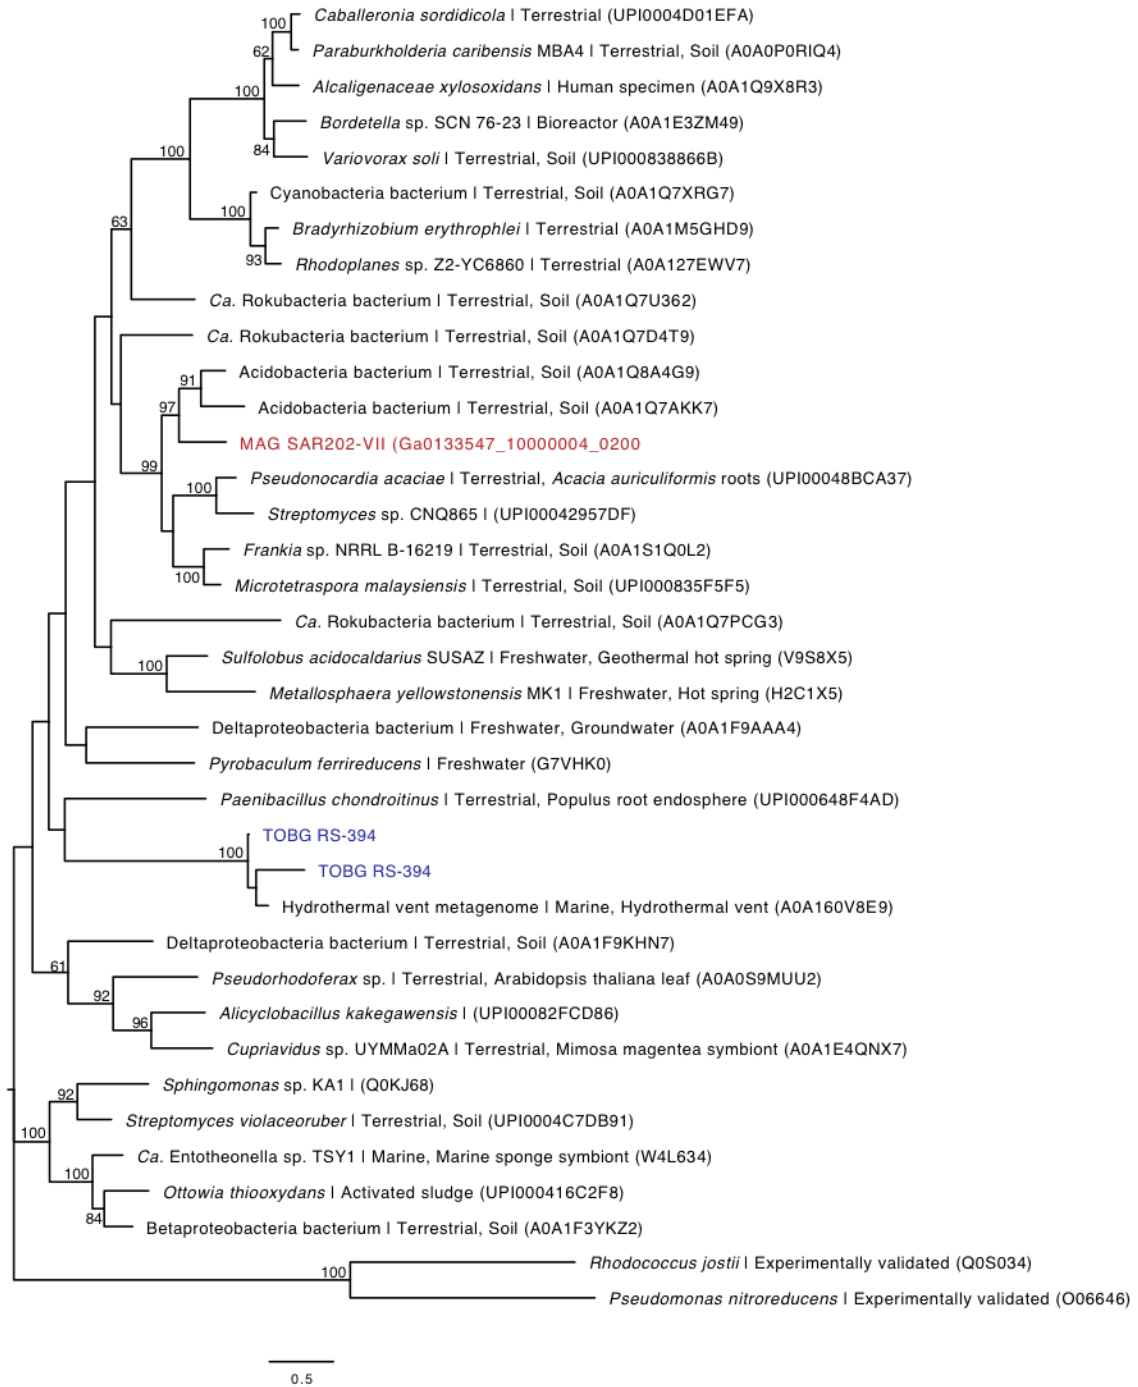 100
Caballeronia sordidicola | Terrestrial (UPI0004D01EFA)
62
Paraburkholderia caribensis MBA4 | Terrestrial, Soil (A0A0P0RIQ4)
100
Alcaligenaceae xylosoxidans | Human specimen (A0A1Q9X8R3)
Bordetella sp. SCN 76-23 | Bioreactor (A0A1E3ZM49)
100
84
Variovorax soli | Terrestrial, Soil (UPI000838866B)
Cyanobacteria bacterium | Terrestrial, Soil (A0A1Q7XRG7)
100
63
Bradyrhizobium erythrophlei | Terrestrial (A0A1M5GHD9)
93
Rhodoplanes sp. Z2-YC6860 | Terrestrial (A0A127EWV7)
Ca. Rokubacteria bacterium | Terrestrial, Soil (A0A1Q7U362)
Ca. Rokubacteria bacterium | Terrestrial, Soil (A0A1Q7D4T9)
91
Acidobacteria bacterium | Terrestrial, Soil (A0A1Q8A4G9)
97
Acidobacteria bacterium | Terrestrial, Soil (A0A1Q7AKK7)
MAG SAR202-VII (Ga0133547_10000004_0200
99
Pseudonocardia acaciae | Terrestrial, Acacia auriculiformis roots (UPI00048BCA37)
100
Streptomyces sp. CNQ865 | (UPI00042957DF)
Frankia sp. NRRL B-16219 | Terrestrial, Soil (A0A1S1Q0L2)
100
Microtetraspora malaysiensis | Terrestrial, Soil (UPI000835F5F5)
Ca. Rokubacteria bacterium | Terrestrial, Soil (A0A1Q7PCG3)
Sulfolobus acidocaldarius SUSAZ | Freshwater, Geothermal hot spring (V9S8X5)
100
Metallosphaera yellowstonensis MK1 | Freshwater, Hot spring (H2C1X5)
Deltaproteobacteria bacterium | Freshwater, Groundwater (A0A1F9AAA4)
Pyrobaculum ferrireducens | Freshwater (G7VHK0)
Paenibacillus chondroitinus | Terrestrial, Populus root endosphere (UPI000648F4AD)
TOBG RS-394
100
TOBG RS-394
Hydrothermal vent metagenome | Marine, Hydrothermal vent (A0A160V8E9)
Deltaproteobacteria bacterium | Terrestrial, Soil (A0A1F9KHN7)
61
Pseudorhodoferax sp. | Terrestrial, Arabidopsis thaliana leaf (A0A0S9MUU2)
92
Alicyclobacillus kakegawensis | (UPI00082FCD86)
96
Cupriavidus sp. UYMMa02A | Terrestrial, Mimosa magentea symbiont (A0A1E4QNX7)
Sphingomonas sp. KA1 | (Q0KJ68)
92
Streptomyces violaceoruber | Terrestrial, Soil (UPI0004C7DB91)
100
Ca. Entotheonella sp. TSY1 | Marine, Marine sponge symbiont (W4L634)
100
Ottowia thiooxydans | Activated sludge (UPI000416C2F8)
84
Betaproteobacteria bacterium | Terrestrial, Soil (A0A1F3YKZ2)
Rhodococcus jostii | Experimentally validated (Q0S034)
100
Pseudomonas nitroreducens | Experimentally validated (O06646)
0.5